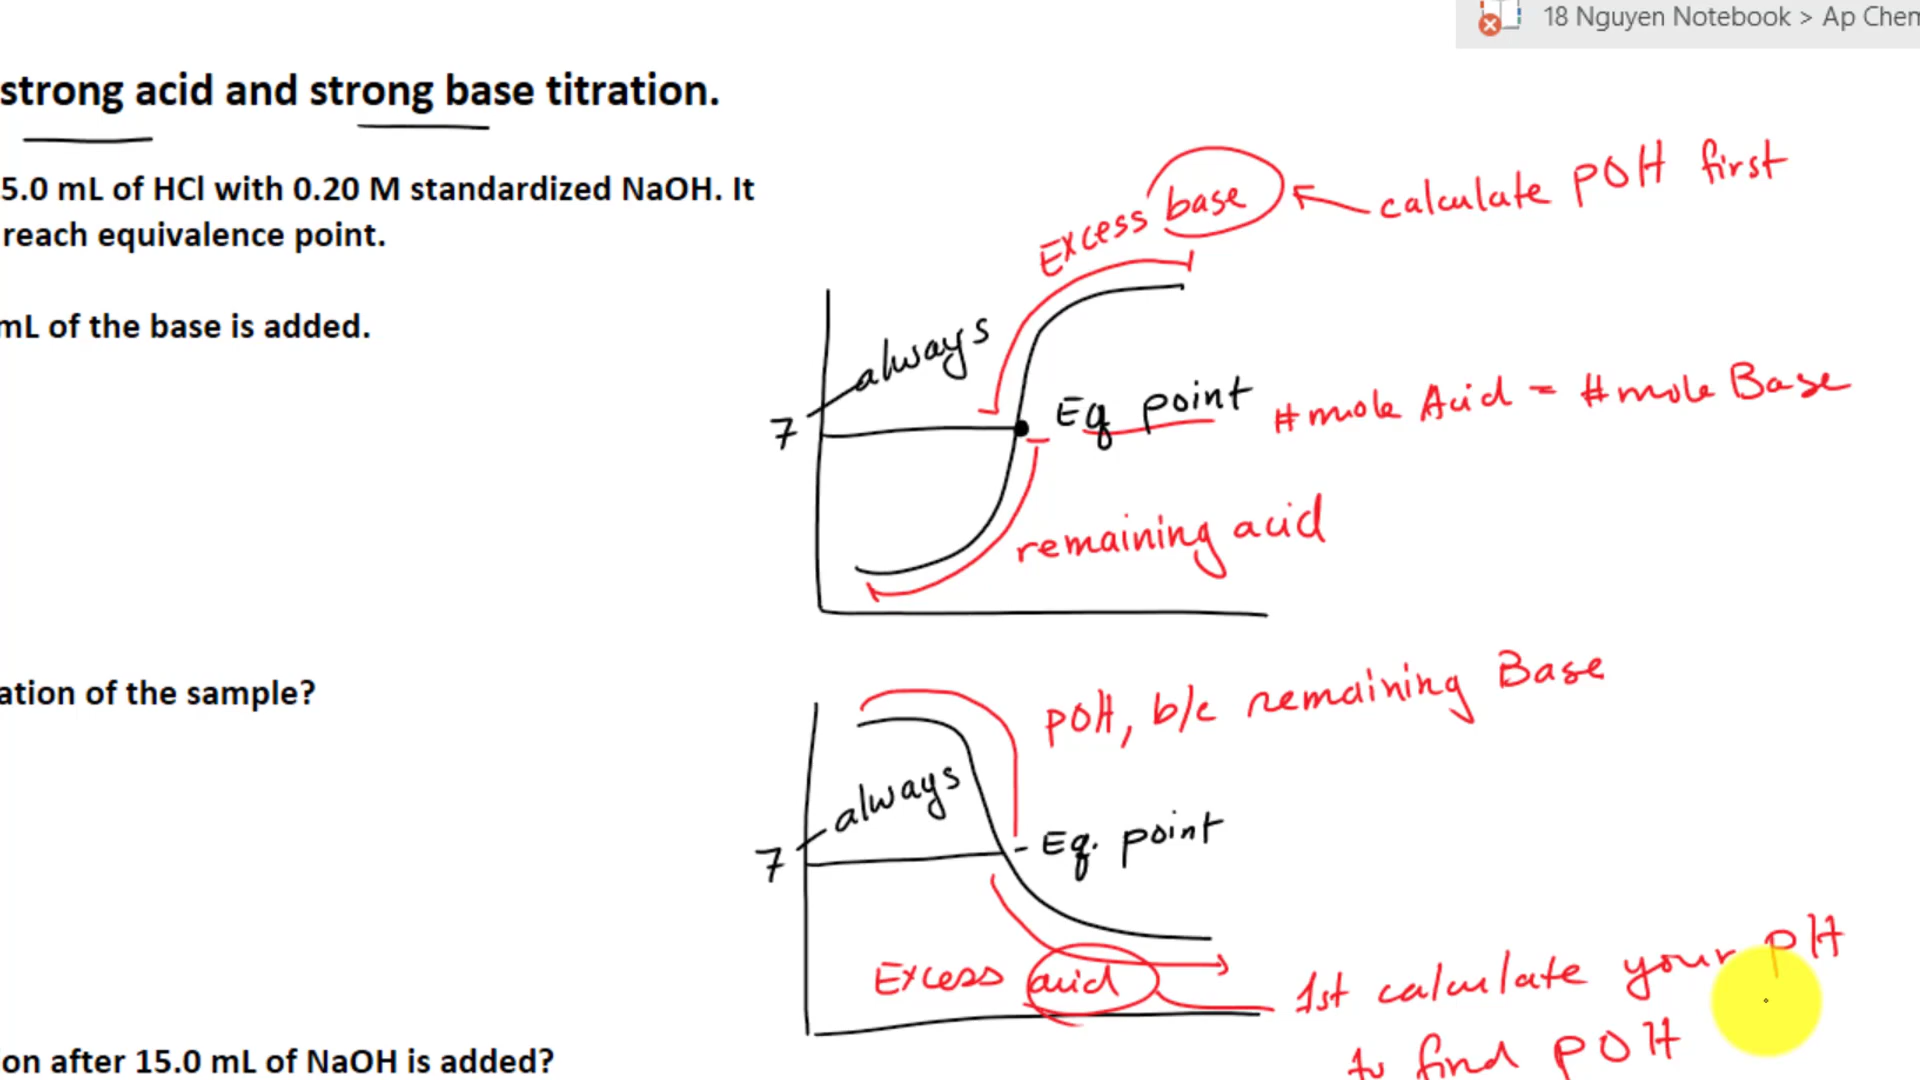 18 Nguyen Notebook > Ap Chem
strong acid and strong base titration.
5.0 mL of HCl with 0.20 M standardized NaOH. It
reach equivalence point.
mL of the base is added.
ation of the sample?
on after 15.0 mL of NaOH is added?
Excess base
calculate POH first
always
7
Eq point
#mole Acid = #mole Base
remaining acid
POH, b/c remaining Base
always
7
Eq. point
Excess acid
1st calculate your PH
to find POH